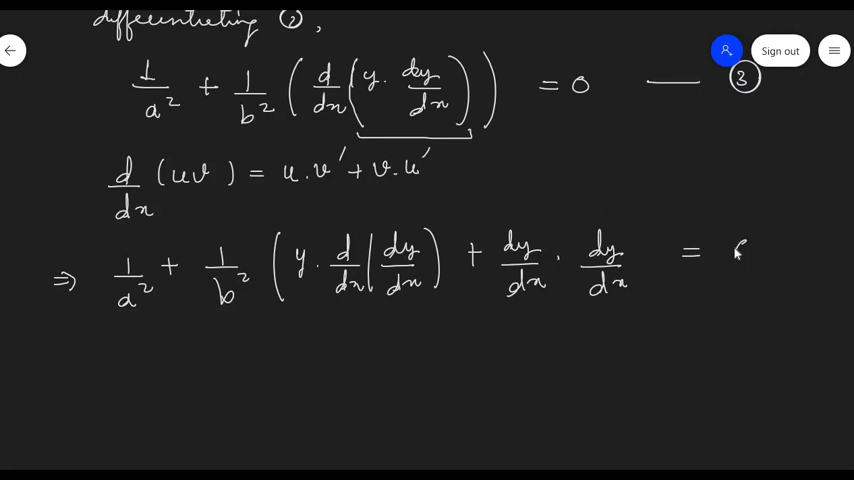 differentiating ②,
Sign out
1/a² + 1/b² ( d/dx ( y . dy/dx ) ) = 0 —— ③
d/dx (uv) = u.v' + v.u'
⇒ 1/a² + 1/b² ( y . d/dx ( dy/dx ) + dy/dx . dy/dx =